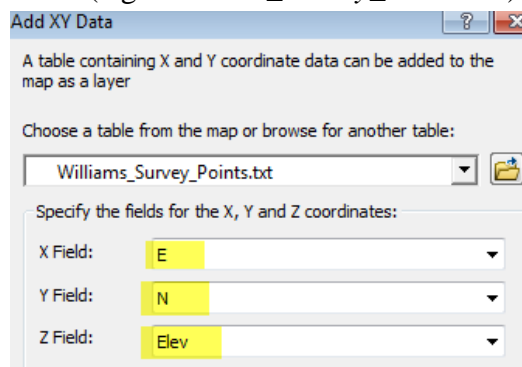 Add XY Data
A table containing X and Y coordinate data can be added to the
map as a layer
Choose a table from the map or browse for another table:
Williams_Survey_Points.txt
Specify the fields for the X, Y and Z coordinates:
X Field: E
Y Field: N
Z Field: Elev